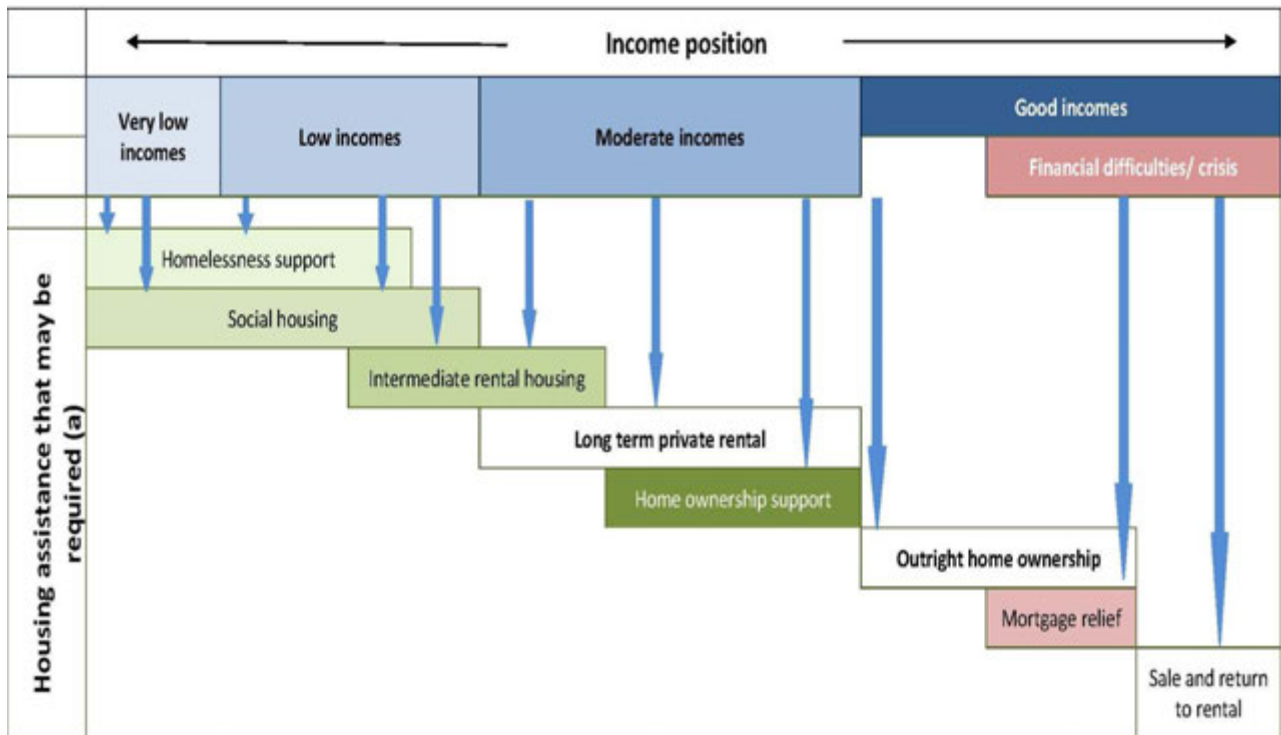 Income position
Very low
incomes
Low incomes
Moderate incomes
Good incomes
Financial difficulties/ crisis
Housing assistance that may be
required (a)
Homelessness support
Social housing
Intermediate rental housing
Long term private rental
Home ownership support
Outright home ownership
Mortgage relief
Sale and return
to rental